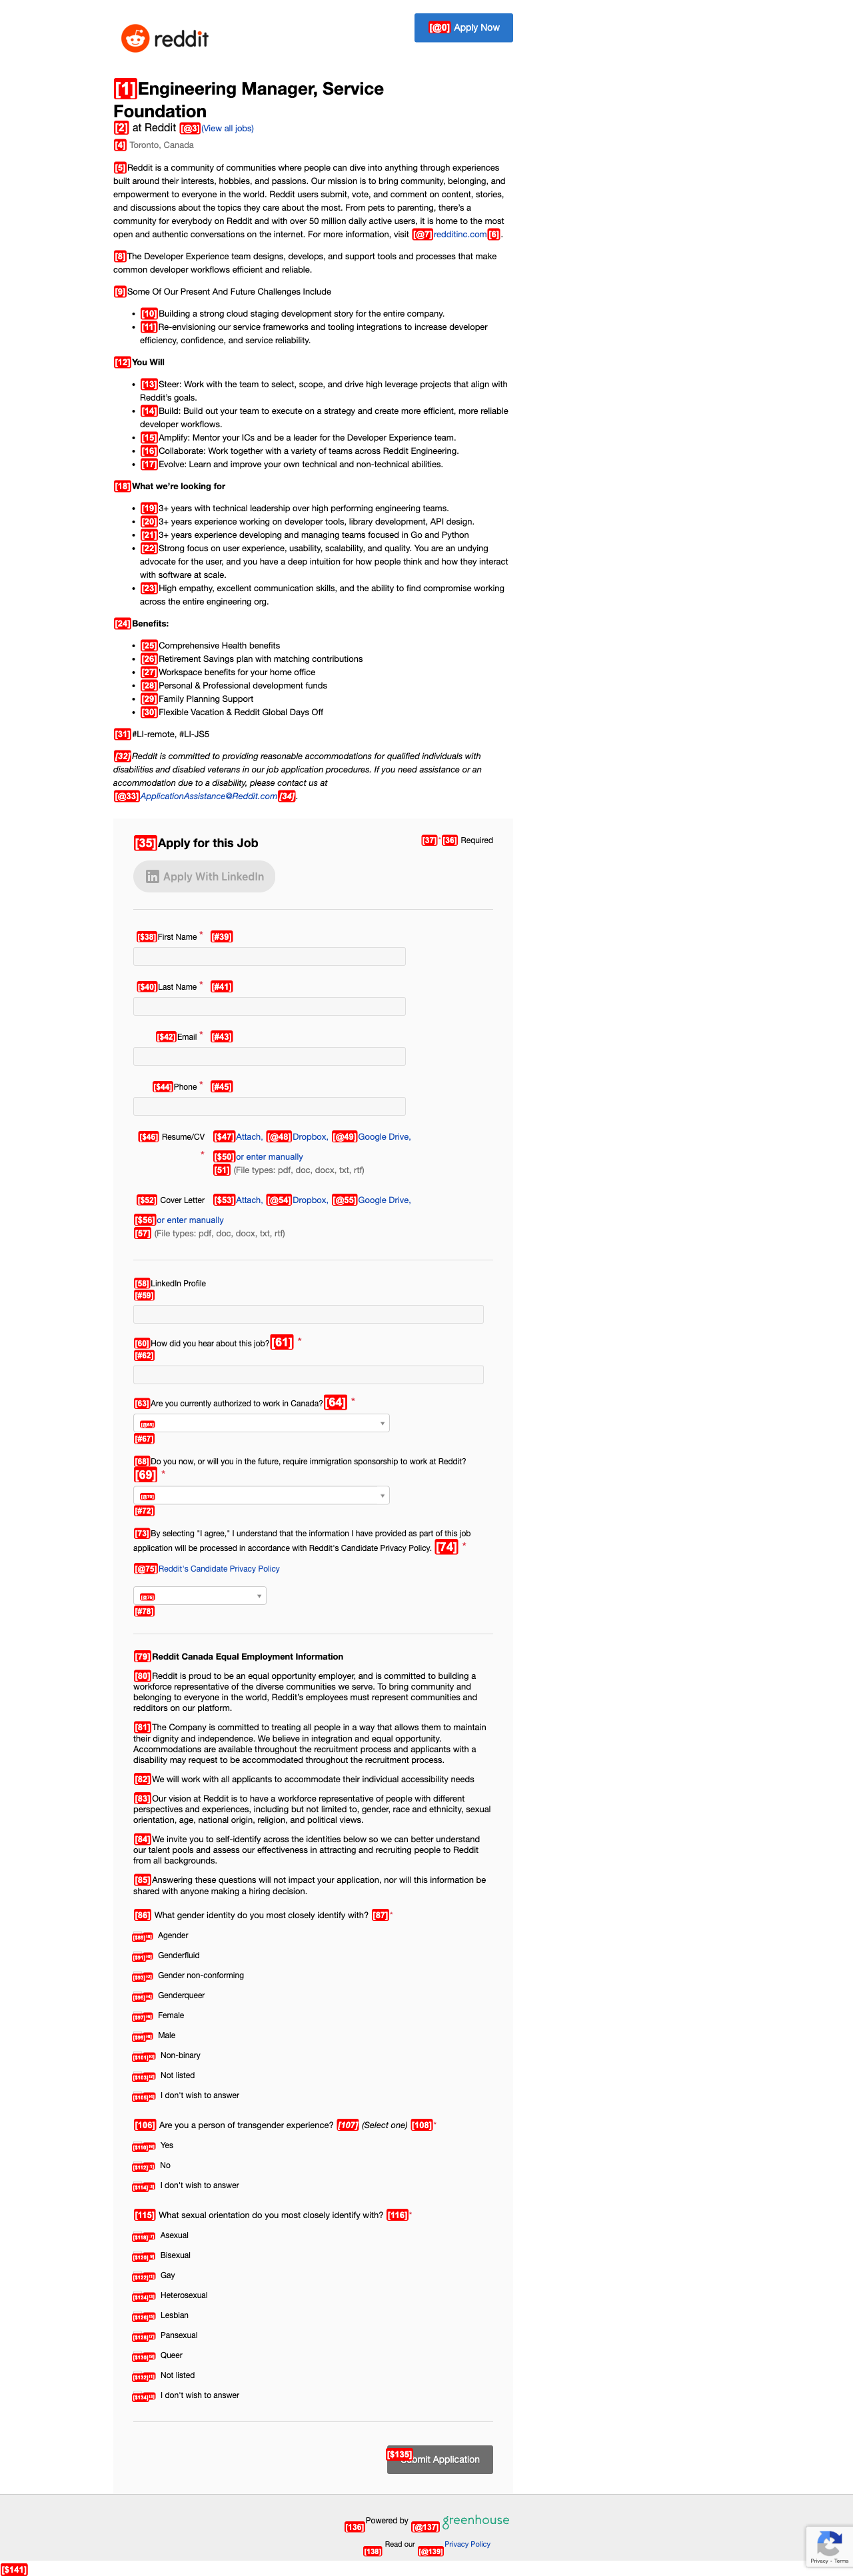 reddit
[@0] Apply Now
[1]Engineering Manager, Service
Foundation
[2] at Reddit [@3](View all jobs)
[4] Toronto, Canada
[5]Reddit is a community of communities where people can dive into anything through experiences
built around their interests, hobbies, and passions. Our mission is to bring community, belonging, and
empowerment to everyone in the world. Reddit users submit, vote, and comment on content, stories,
and discussions about the topics they care about the most. From pets to parenting, there's a
community for everybody on Reddit and with over 50 million daily active users, it is home to the most
open and authentic conversations on the internet. For more information, visit [@7]redditinc.com[6].
[8]The Developer Experience team designs, develops, and support tools and processes that make
common developer workflows efficient and reliable.
[9]Some Of Our Present And Future Challenges Include
• [10]Building a strong cloud staging development story for the entire company.
• [11]Re-envisioning our service frameworks and tooling integrations to increase developer
efficiency, confidence, and service reliability.
[12]You Will
• [13]Steer: Work with the team to select, scope, and drive high leverage projects that align with
Reddit's goals.
• [14]Build: Build out your team to execute on a strategy and create more efficient, more reliable
developer workflows.
• [15]Amplify: Mentor your ICs and be a leader for the Developer Experience team.
• [16]Collaborate: Work together with a variety of teams across Reddit Engineering.
• [17]Evolve: Learn and improve your own technical and non-technical abilities.
[18]What we're looking for
• [19]3+ years with technical leadership over high performing engineering teams.
• [20]3+ years experience working on developer tools, library development, API design.
• [21]3+ years experience developing and managing teams focused in Go and Python
• [22]Strong focus on user experience, usability, scalability, and quality. You are an undying
advocate for the user, and you have a deep intuition for how people think and how they interact
with software at scale.
• [23]High empathy, excellent communication skills, and the ability to find compromise working
across the entire engineering org.
[24]Benefits:
• [25]Comprehensive Health benefits
• [26]Retirement Savings plan with matching contributions
• [27]Workspace benefits for your home office
• [28]Personal & Professional development funds
• [29]Family Planning Support
• [30]Flexible Vacation & Reddit Global Days Off
[31]#LI-remote, #LI-JS5
[32]Reddit is committed to providing reasonable accommodations for qualified individuals with
disabilities and disabled veterans in our job application procedures. If you need assistance or an
accommodation due to a disability, please contact us at
[@33]ApplicationAssistance@Reddit.com[34].
[35]Apply for this Job
[37]*[36] Required
Apply With LinkedIn
[$38]First Name * [#39]
[$40]Last Name * [#41]
[$42]Email * [#43]
[$44]Phone * [#45]
[$46] Resume/CV [$47]Attach, [@48]Dropbox, [@49]Google Drive,
* [$50]or enter manually
[51] (File types: pdf, doc, docx, txt, rtf)
[$52] Cover Letter [$53]Attach, [@54]Dropbox, [@55]Google Drive,
[$56]or enter manually
[57] (File types: pdf, doc, docx, txt, rtf)
[58]LinkedIn Profile
[#59]
[60]How did you hear about this job?[61] *
[#62]
[63]Are you currently authorized to work in Canada?[64] *
[#67]
[68]Do you now, or will you in the future, require immigration sponsorship to work at Reddit?
[69] *
[#72]
[73]By selecting "I agree," I understand that the information I have provided as part of this job
application will be processed in accordance with Reddit's Candidate Privacy Policy. [74] *
[@75]Reddit's Candidate Privacy Policy
[#78]
[79]Reddit Canada Equal Employment Information
[80]Reddit is proud to be an equal opportunity employer, and is committed to building a
workforce representative of the diverse communities we serve. To bring community and
belonging to everyone in the world, Reddit's employees must represent communities and
redditors on our platform.
[81]The Company is committed to treating all people in a way that allows them to maintain
their dignity and independence. We believe in integration and equal opportunity.
Accommodations are available throughout the recruitment process and applicants with a
disability may request to be accommodated throughout the recruitment process.
[82]We will work with all applicants to accommodate their individual accessibility needs
[83]Our vision at Reddit is to have a workforce representative of people with different
perspectives and experiences, including but not limited to, gender, race and ethnicity, sexual
orientation, age, national origin, religion, and political views.
[84]We invite you to self-identify across the identities below so we can better understand
our talent pools and assess our effectiveness in attracting and recruiting people to Reddit
from all backgrounds.
[85]Answering these questions will not impact your application, nor will this information be
shared with anyone making a hiring decision.
[86] What gender identity do you most closely identify with? [87]*
Agender
Genderfluid
Gender non-conforming
Genderqueer
Female
Male
Non-binary
Not listed
I don't wish to answer
[106] Are you a person of transgender experience? [107] (Select one) [108]*
Yes
No
I don't wish to answer
[115] What sexual orientation do you most closely identify with? [116]*
Asexual
Bisexual
Gay
Heterosexual
Lesbian
Pansexual
Queer
Not listed
I don't wish to answer
[$135]
Submit Application
[136]Powered by [@137] greenhouse
[138] Read our [@139]Privacy Policy
Privacy - Terms
[$141]